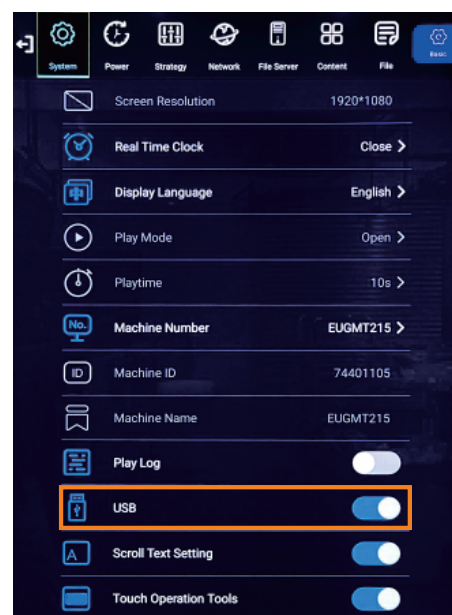 System Power Strategy Network File Server Content File Basic
Screen Resolution 1920*1080
Real Time Clock Close >
中
Display Language English >
Play Mode Open >
Playtime 10s >
No.
Machine Number EUGMT215 >
ID
Machine ID 74401105
Machine Name EUGMT215
Play Log
USB
A
Scroll Text Setting
Touch Operation Tools